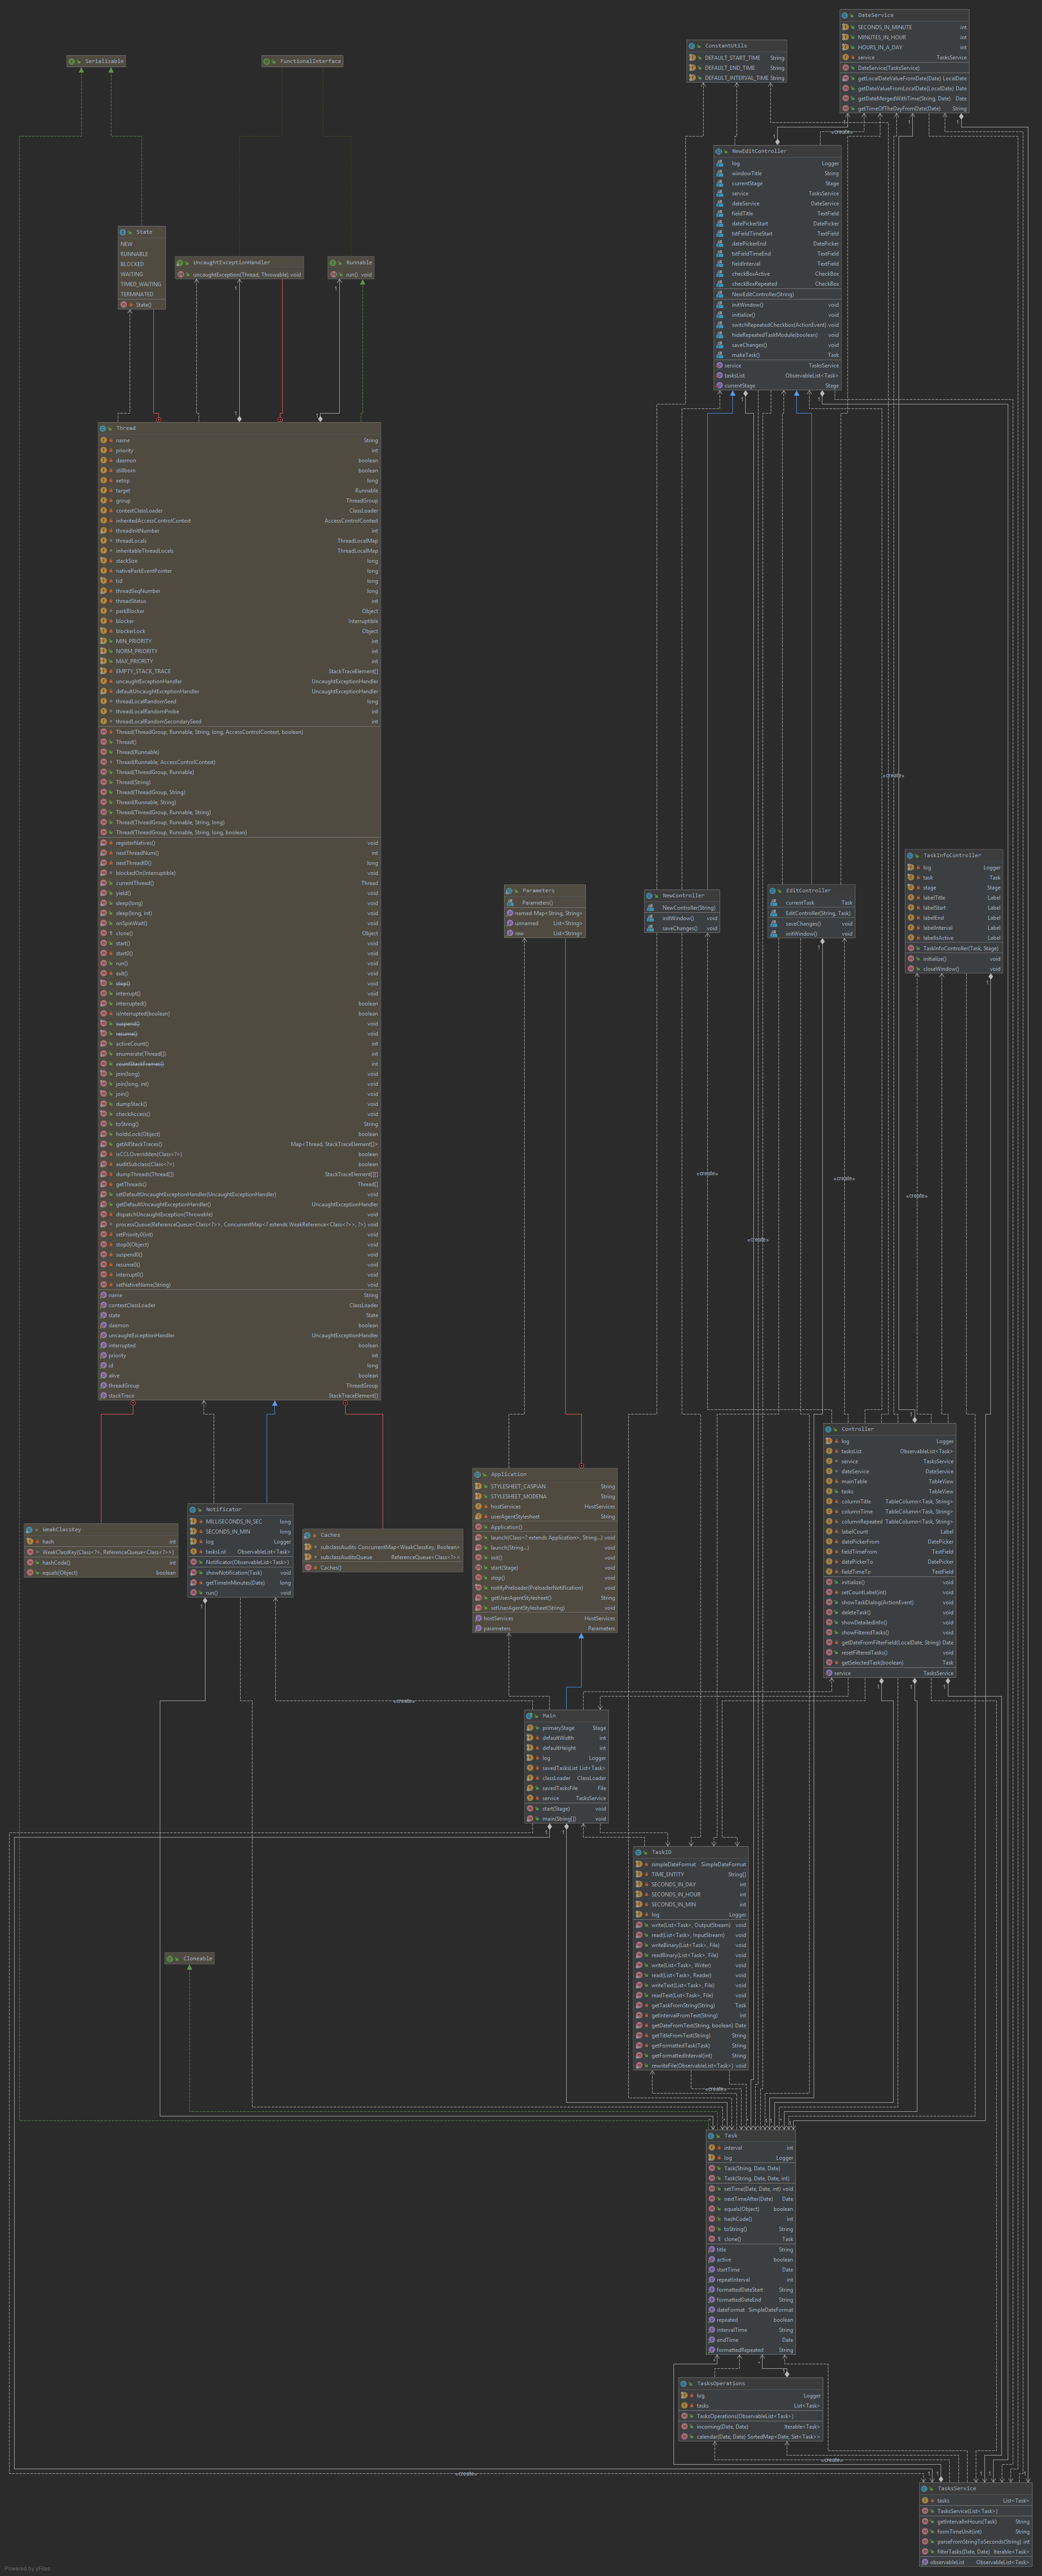 DateService
SECONDS_IN_MINUTE int
MINUTES_IN_HOUR int
HOURS_IN_A_DAY int
service TasksService
DateService(TasksService)
getLocalDateValueFromDate(Date) LocalDate
getDateValueFromLocalDate(LocalDate) Date
getDateMergedWithTime(String, Date) Date
getTimeOfTheDayFromDate(Date) String
ConstantUtils
DEFAULT_START_TIME String
DEFAULT_END_TIME String
DEFAULT_INTERVAL_TIME String
Serializable
FunctionalInterface
«create»
NewEditController
log Logger
windowTitle String
currentStage Stage
service TasksService
dateService DateService
fieldTitle TextField
datePickerStart DatePicker
txtFieldTimeStart TextField
datePickerEnd DatePicker
txtFieldTimeEnd TextField
fieldInterval TextField
checkBoxActive CheckBox
checkBoxRepeated CheckBox
NewEditController(String)
initWindow() void
initialize() void
switchRepeatedCheckbox(ActionEvent) void
hideRepeatedTaskModule(boolean) void
saveChanges() void
makeTask() Task
service TasksService
tasksList ObservableList<Task>
currentStage Stage
State
NEW
RUNNABLE
BLOCKED
WAITING
TIMED_WAITING
TERMINATED
State()
UncaughtExceptionHandler
uncaughtException(Thread, Throwable) void
Runnable
run() void
Thread
name String
priority int
daemon boolean
stillborn boolean
eetop long
target Runnable
group ThreadGroup
contextClassLoader ClassLoader
inheritedAccessControlContext AccessControlContext
threadInitNumber int
threadLocals ThreadLocalMap
inheritableThreadLocals ThreadLocalMap
stackSize long
nativeParkEventPointer long
tid long
threadSeqNumber long
threadStatus int
parkBlocker Object
blocker Interruptible
blockerLock Object
MIN_PRIORITY int
NORM_PRIORITY int
MAX_PRIORITY int
EMPTY_STACK_TRACE StackTraceElement[]
uncaughtExceptionHandler UncaughtExceptionHandler
defaultUncaughtExceptionHandler UncaughtExceptionHandler
threadLocalRandomSeed long
threadLocalRandomProbe int
threadLocalRandomSecondarySeed int
Thread(ThreadGroup, Runnable, String, long, AccessControlContext, boolean)
Thread()
Thread(Runnable)
Thread(Runnable, AccessControlContext)
Thread(ThreadGroup, Runnable)
Thread(String)
Thread(ThreadGroup, String)
Thread(Runnable, String)
Thread(ThreadGroup, Runnable, String)
Thread(ThreadGroup, Runnable, String, long)
Thread(ThreadGroup, Runnable, String, long, boolean)
registerNatives() void
nextThreadNum() int
nextThreadID() long
blockedOn(Interruptible) void
currentThread() Thread
yield() void
sleep(long) void
sleep(long, int) void
onSpinWait() void
clone() Object
start() void
start0() void
run() void
exit() void
stop() void
interrupt() void
interrupted() boolean
isInterrupted(boolean) boolean
suspend() void
resume() void
activeCount() int
enumerate(Thread[]) int
countStackFrames() int
join(long) void
join(long, int) void
join() void
dumpStack() void
checkAccess() void
toString() String
holdsLock(Object) boolean
getAllStackTraces() Map<Thread, StackTraceElement[]>
isCCLOverridden(Class<?>) boolean
auditSubclass(Class<?>) boolean
dumpThreads(Thread[]) StackTraceElement[][]
getThreads() Thread[]
setDefaultUncaughtExceptionHandler(UncaughtExceptionHandler) void
getDefaultUncaughtExceptionHandler() UncaughtExceptionHandler
dispatchUncaughtException(Throwable) void
processQueue(ReferenceQueue<Class<?>>, ConcurrentMap<? extends WeakReference<Class<?>>, ?>) void
setPriority0(int) void
stop0(Object) void
suspend0() void
resume0() void
interrupt0() void
setNativeName(String) void
name String
contextClassLoader ClassLoader
state State
daemon boolean
uncaughtExceptionHandler UncaughtExceptionHandler
interrupted boolean
priority int
id long
alive boolean
threadGroup ThreadGroup
stackTrace StackTraceElement[]
«create»
TaskInfoController
log Logger
task Task
stage Stage
labelTitle Label
labelStart Label
labelEnd Label
labelInterval Label
labelIsActive Label
TaskInfoController(Task, Stage)
initialize() void
closeWindow() void
Parameters
Parameters()
named Map<String, String>
unnamed List<String>
raw List<String>
NewController
NewController(String)
initWindow() void
saveChanges() void
EditController
currentTask Task
EditController(String, Task)
saveChanges() void
initWindow() void
«create»
«create»
«create»
«create»
Controller
log Logger
tasksList ObservableList<Task>
service TasksService
dateService DateService
mainTable TableView
tasks TableView
columnTitle TableColumn<Task, String>
columnTime TableColumn<Task, String>
columnRepeated TableColumn<Task, String>
labelCount Label
datePickerFrom DatePicker
fieldTimeFrom TextField
datePickerTo DatePicker
fieldTimeTo TextField
initialize() void
setCountLabel(int) void
showTaskDialog(ActionEvent) void
deleteTask() void
showDetailedInfo() void
showFilteredTasks() void
getDateFromFilterField(LocalDate, String) Date
resetFilteredTasks() void
getSelectedTask(boolean) Task
service TasksService
Application
STYLESHEET_CASPIAN String
STYLESHEET_MODENA String
hostServices HostServices
userAgentStylesheet String
Application()
launch(Class<? extends Application>, String...) void
launch(String...) void
init() void
start(Stage) void
stop() void
notifyPreloader(PreloaderNotification) void
getUserAgentStylesheet() String
setUserAgentStylesheet(String) void
hostServices HostServices
parameters Parameters
WeakClassKey
hash int
WeakClassKey(Class<?>, ReferenceQueue<Class<?>>)
hashCode() int
equals(Object) boolean
Notificator
MILLISECONDS_IN_SEC long
SECONDS_IN_MIN long
log Logger
tasksList ObservableList<Task>
Notificator(ObservableList<Task>)
showNotification(Task) void
getTimeInMinutes(Date) long
run() void
Caches
subclassAudits ConcurrentMap<WeakClassKey, Boolean>
subclassAuditsQueue ReferenceQueue<Class<?>>
Caches()
«create»
Main
primaryStage Stage
defaultWidth int
defaultHeight int
log Logger
savedTasksList List<Task>
classLoader ClassLoader
savedTasksFile File
service TasksService
start(Stage) void
main(String[]) void
TaskIO
simpleDateFormat SimpleDateFormat
TIME_ENTITY String[]
SECONDS_IN_DAY int
SECONDS_IN_HOUR int
SECONDS_IN_MIN int
log Logger
write(List<Task>, OutputStream) void
read(List<Task>, InputStream) void
writeBinary(List<Task>, File) void
readBinary(List<Task>, File) void
write(List<Task>, Writer) void
read(List<Task>, Reader) void
writeText(List<Task>, File) void
readText(List<Task>, File) void
getTaskFromString(String) Task
getIntervalFromText(String) int
getDateFromText(String, boolean) Date
getTitleFromText(String) String
getFormattedTask(Task) String
getFormattedInterval(int) String
rewriteFile(ObservableList<Task>) void
Cloneable
«create»
Task
interval int
log Logger
Task(String, Date, Date)
Task(String, Date, Date, int)
setTime(Date, Date, int) void
nextTimeAfter(Date) Date
equals(Object) boolean
hashCode() int
toString() String
clone() Task
title String
active boolean
startTime Date
repeatInterval int
formattedDateStart String
formattedDateEnd String
dateFormat SimpleDateFormat
repeated boolean
intervalTime String
endTime Date
formattedRepeated String
TasksOperations
log Logger
tasks List<Task>
TasksOperations(ObservableList<Task>)
incoming(Date, Date) Iterable<Task>
calendar(Date, Date) SortedMap<Date, Set<Task>>
«create»
«create»
TasksService
tasks List<Task>
TasksService(List<Task>)
getIntervalInHours(Task) String
formTimeUnit(int) String
parseFromStringToSeconds(String) int
filterTasks(Date, Date) Iterable<Task>
observableList ObservableList<Task>
Powered by yFiles